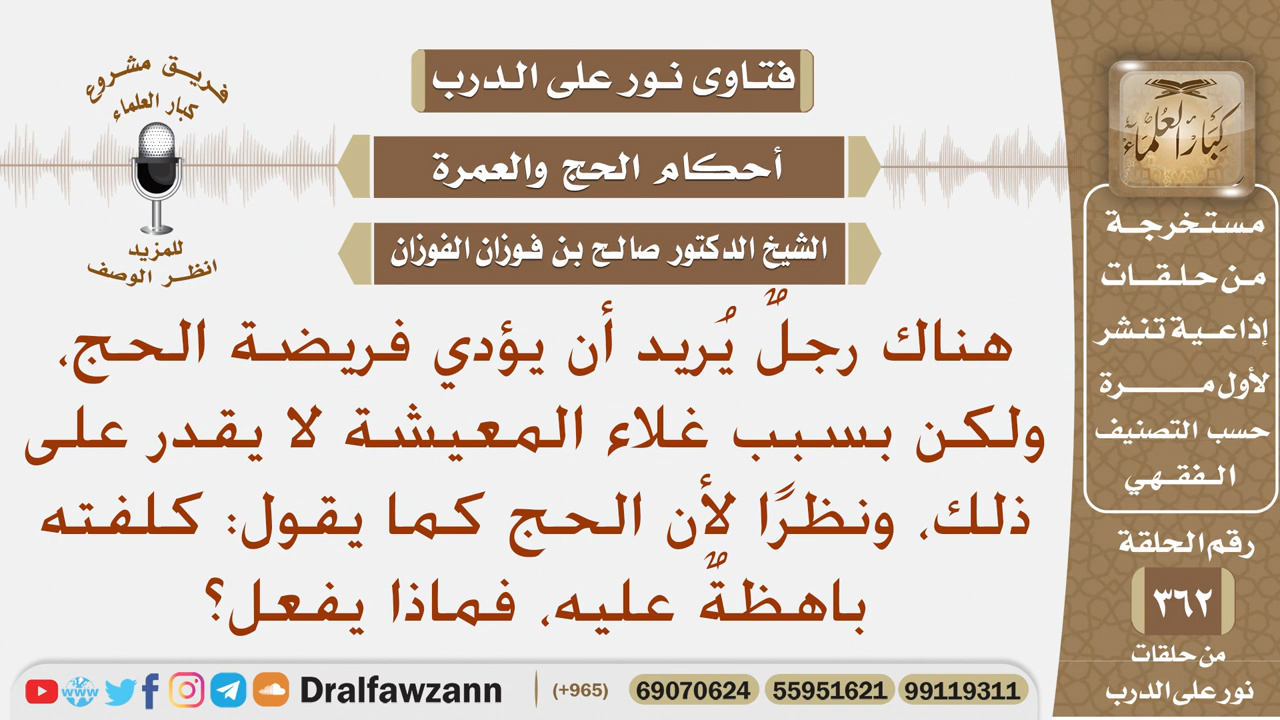 فتاوى نور على الدرب
أحكام الحج والعمرة
الشيخ الدكتور صالح بن فوزان الفوزان
هناك رجلٌ يُريد أن يؤدي فريضة الحج،
ولكن بسبب غلاء المعيشة لا يقدر على
ذلك، ونظرًا لأن الحج كما يقول: كلفته
باهظةٌ عليه، فماذا يفعل؟
فريق مشروع
كبار العلماء
للمزيد
انظر الوصف
كبار العلماء
مستخرجة
من حلقات
إذاعية تنشر
لأول مرة
حسب التصنيف
الفقهي
رقم الحلقة
٣٦٢
من حلقات
نور على الدرب
www Dralfawzann (+965) 69070624 55951621 99119311